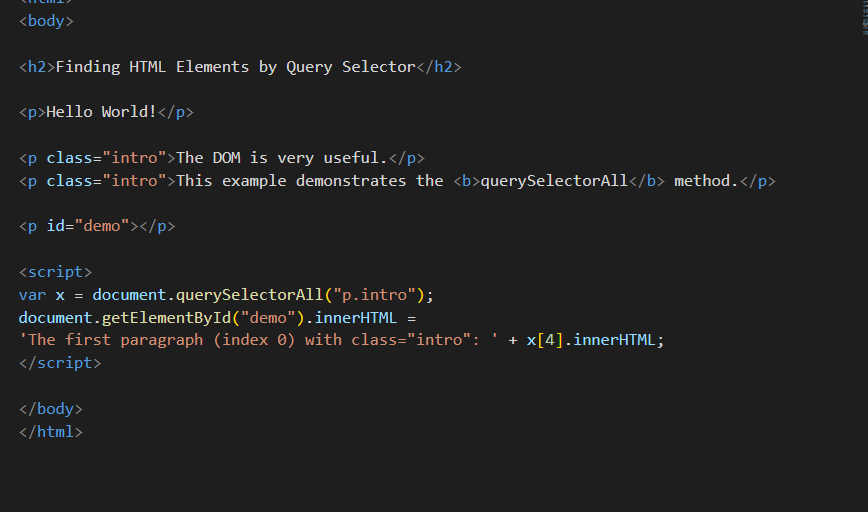 <html>
<body>
<h2>Finding HTML Elements by Query Selector</h2>
<p>Hello World!</p>
<p class="intro">The DOM is very useful.</p>
<p class="intro">This example demonstrates the <b>querySelectorAll</b> method.</p>
<p id="demo"></p>
<script>
var x = document.querySelectorAll("p.intro");
document.getElementById("demo").innerHTML =
'The first paragraph (index 0) with class="intro": ' + x[4].innerHTML;
</script>
</body>
</html>